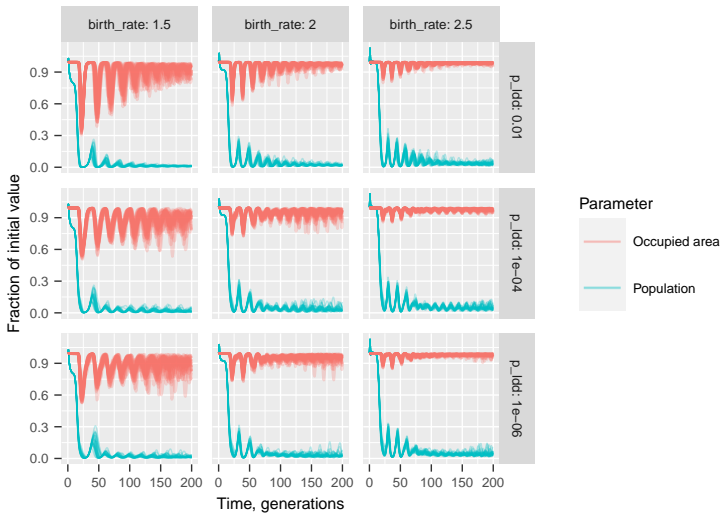 birth_rate: 1.5
birth_rate: 2
birth_rate: 2.5
Fraction of initial value
0.9
0.6
0.3
0.0
p_ldd: 0.01
0.9
0.6
0.3
0.0
p_ldd: 1e−04
0.9
0.6
0.3
0.0
p_ldd: 1e−06
0 50 100 150 200
0 50 100 150 200
0 50 100 150 200
Time, generations
Parameter
Occupied area
Population